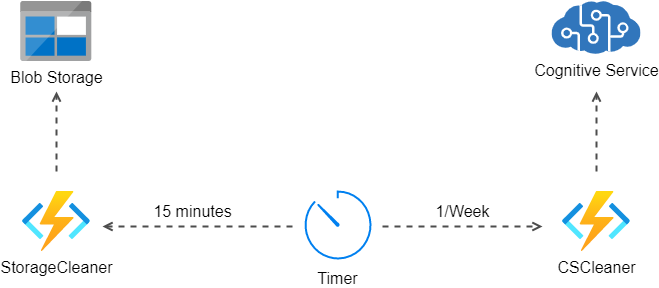 Blob Storage
Cognitive Service
15 minutes
1/Week
StorageCleaner
Timer
CSCleaner